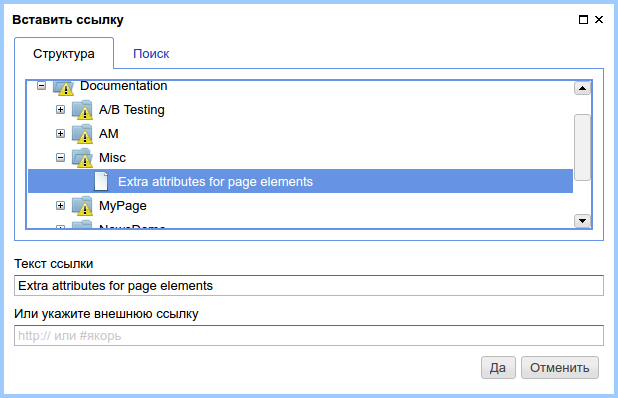 Вставить ссылку
Структура
Поиск
Documentation
A/B Testing
AM
Misc
Extra attributes for page elements
MyPage
NewsDemo
Текст ссылки
Extra attributes for page elements
Или укажите внешнюю ссылку
http:// или #якорь
Да
Отменить